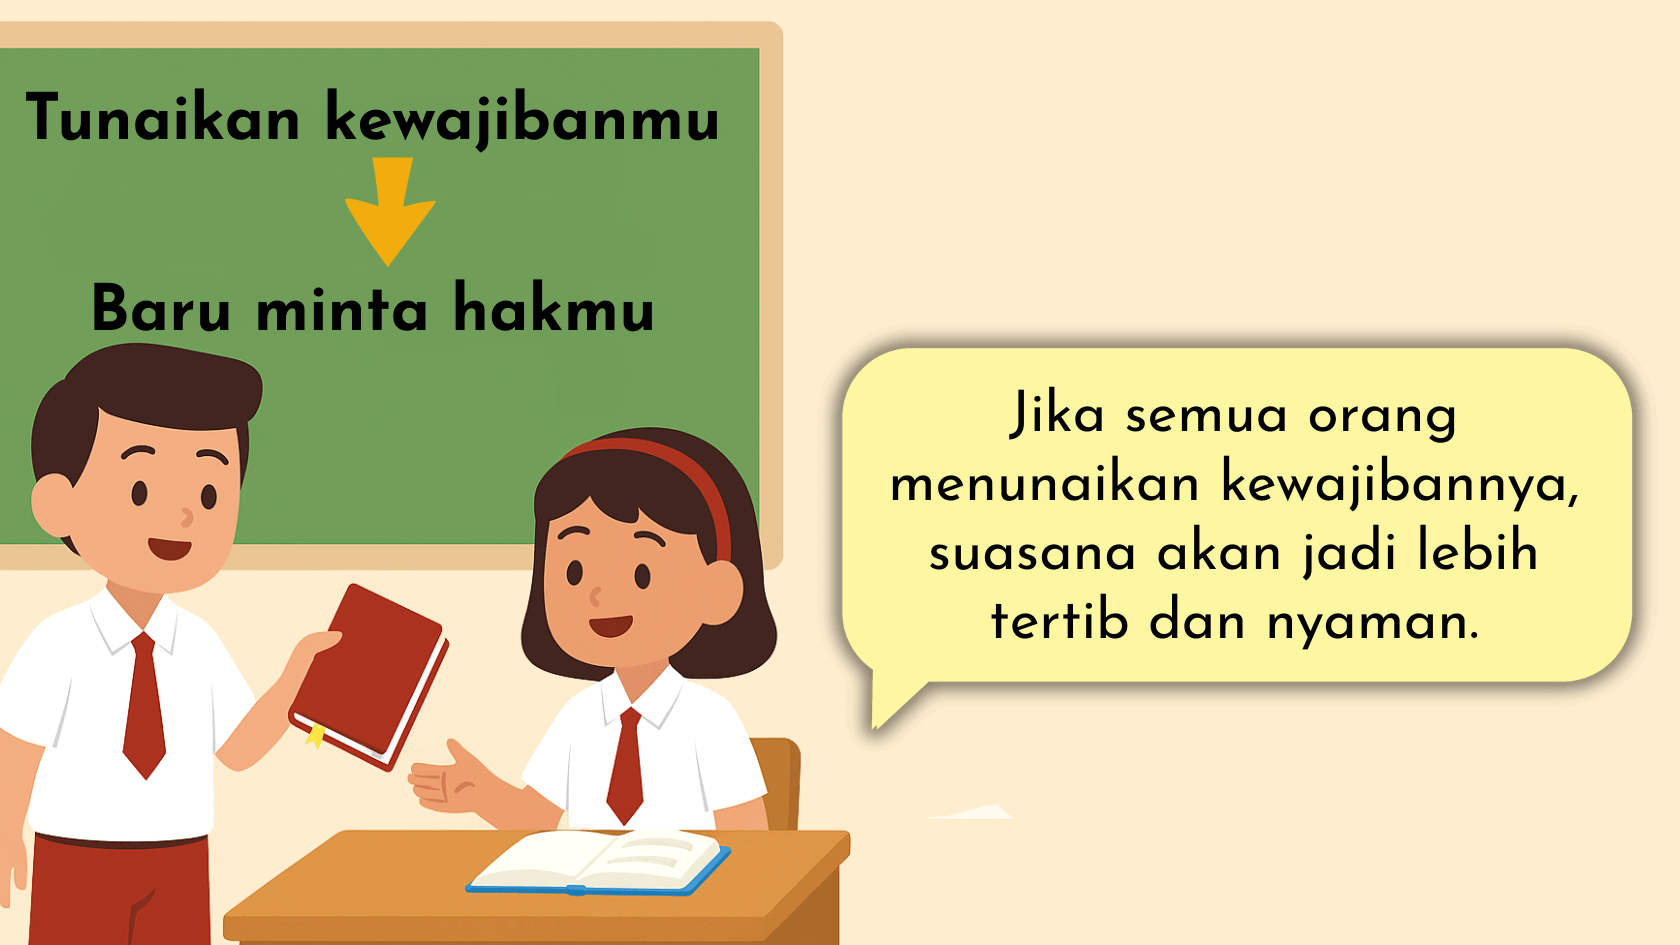 Tunaikan kewajibanmu
Baru minta hakmu
Jika semua orang
menunaikan kewajibannya,
suasana akan jadi lebih
tertib dan nyaman.